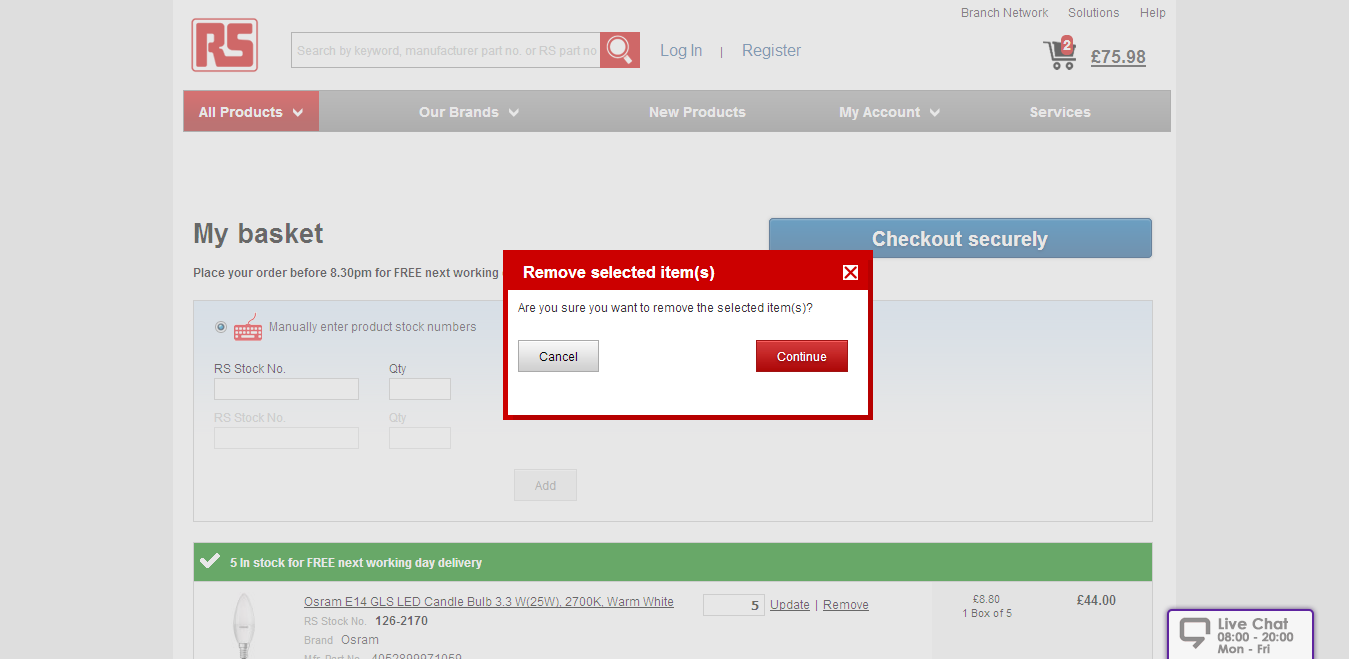 Branch Network Solutions Help
RS
Search by keyword, manufacturer part no. or RS part no
Log In | Register
2
£75.98
All Products Our Brands New Products My Account Services
My basket
Checkout securely
Place your order before 8.30pm for FREE next working
Remove selected item(s)
Are you sure you want to remove the selected item(s)?
Cancel Continue
Manually enter product stock numbers
RS Stock No. Qty
RS Stock No. Qty
Add
5 In stock for FREE next working day delivery
Osram E14 GLS LED Candle Bulb 3.3 W(25W), 2700K, Warm White
5 Update | Remove
£8.80
1 Box of 5
£44.00
RS Stock No. 126-2170
Brand Osram
Mfr. Part No. 4052899971059
Live Chat
08:00 - 20:00
Mon - Fri